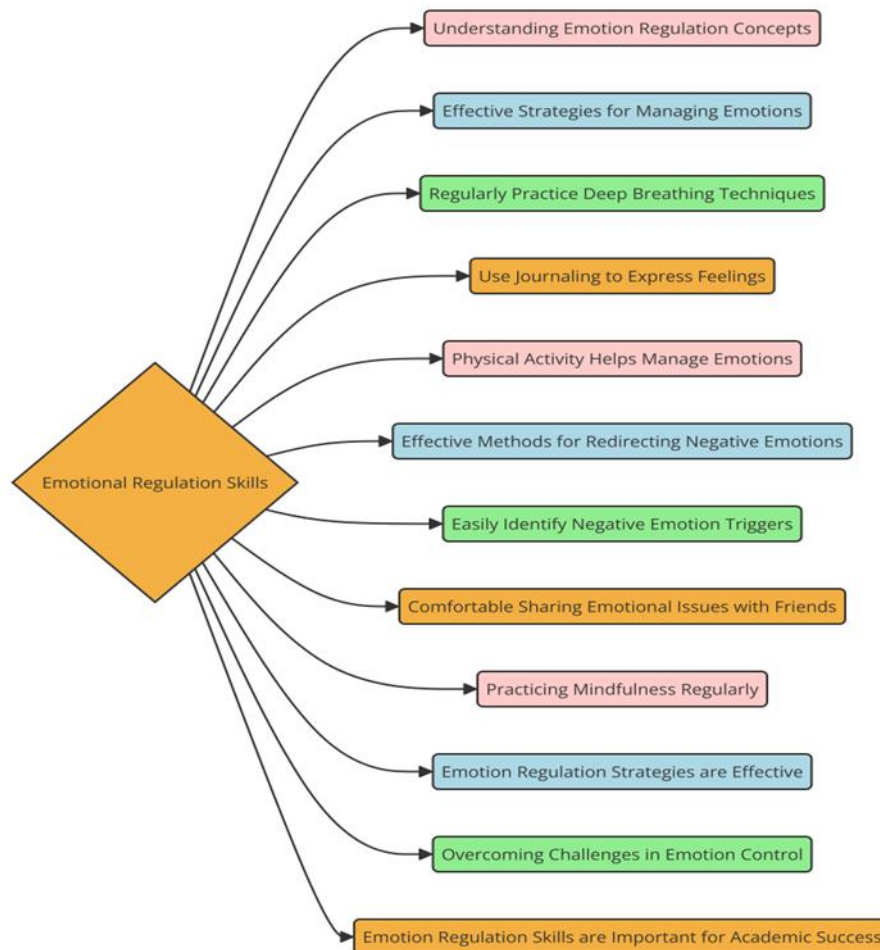 Understanding Emotion Regulation Concepts
Effective Strategies for Managing Emotions
Regularly Practice Deep Breathing Techniques
Use Journaling to Express Feelings
Physical Activity Helps Manage Emotions
Effective Methods for Redirecting Negative Emotions
Emotional Regulation Skills
Easily Identify Negative Emotion Triggers
Comfortable Sharing Emotional Issues with Friends
Practicing Mindfulness Regularly
Emotion Regulation Strategies are Effective
Overcoming Challenges in Emotion Control
Emotion Regulation Skills are Important for Academic Success